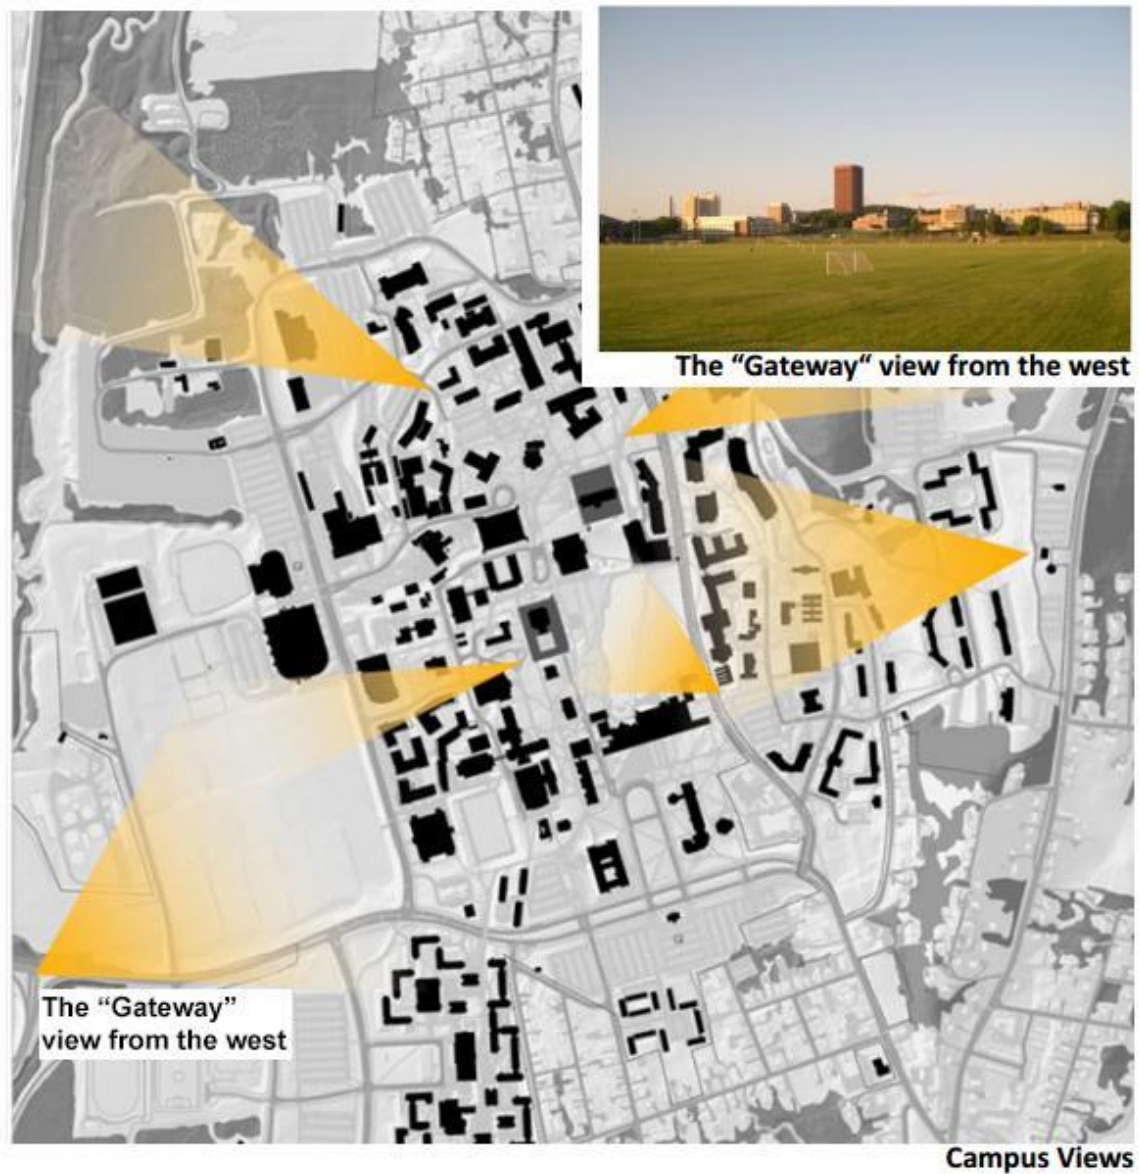 The “Gateway“ view from the west
The “Gateway”
view from the west
Campus Views